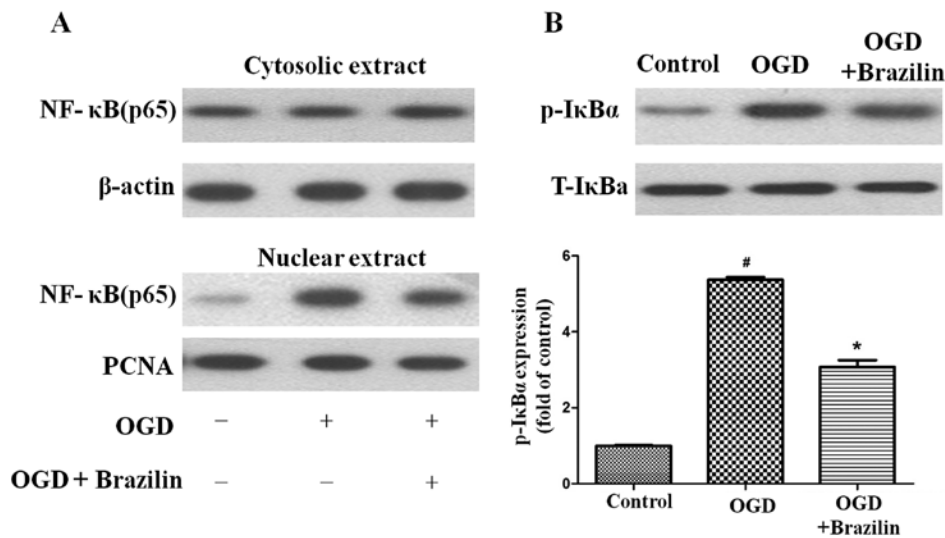 A
Cytosolic extract
NF- κB(p65)
β-actin
Nuclear extract
NF- κB(p65)
PCNA
OGD – + +
OGD + Brazilin – – +
B
Control OGD OGD
+Brazilin
p-IκBα
T-IκBa
p-IκBα expression
(fold of control)
6
4
2
0
#
*
Control OGD OGD
+Brazilin